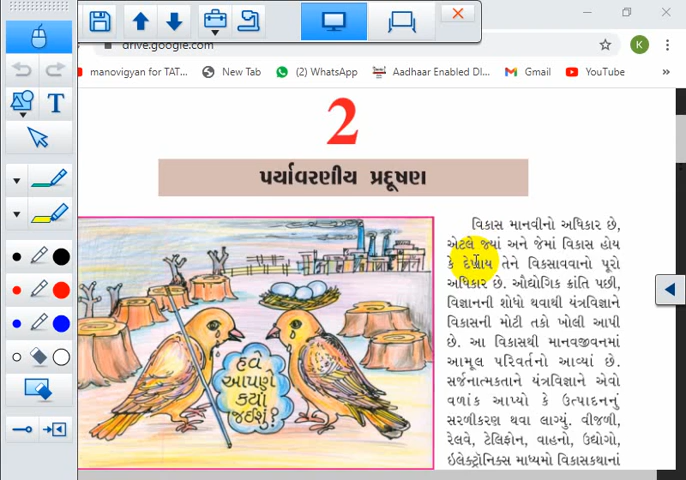 drive.google.com
K
manovigyan for TAT...
New Tab
(2) WhatsApp
Aadhaar Enabled DI...
Gmail
YouTube
»
T
2
પર્યાવરણીય પ્રદૂષણ
હવે
આપણે
ક્યાં
જઈશું?
વિકાસ માનવીનો અધિકાર છે,
એટલે જ્યાં અને જેમાં વિકાસ હોય
કે દેખાય તેને વિકસાવવાનો પૂરો
અધિકાર છે. ઔદ્યોગિક ક્રાંતિ પછી,
વિજ્ઞાનની શોધો થવાથી યંત્રવિજ્ઞાને
વિકાસની મોટી તકો ખોલી આપી
છે. આ વિકાસથી માનવજીવનમાં
આમૂલ પરિવર્તનો આવ્યાં છે.
સર્જનાત્મકતાને યંત્રવિજ્ઞાને એવો
વળાંક આપ્યો કે ઉત્પાદનનું
સરળીકરણ થવા લાગ્યું. વીજળી,
રેલવે, ટેલિફોન, વાહનો, ઉદ્યોગો,
ઇલેક્ટ્રૉનિક્સ માધ્યમો વિકાસકથાનાં